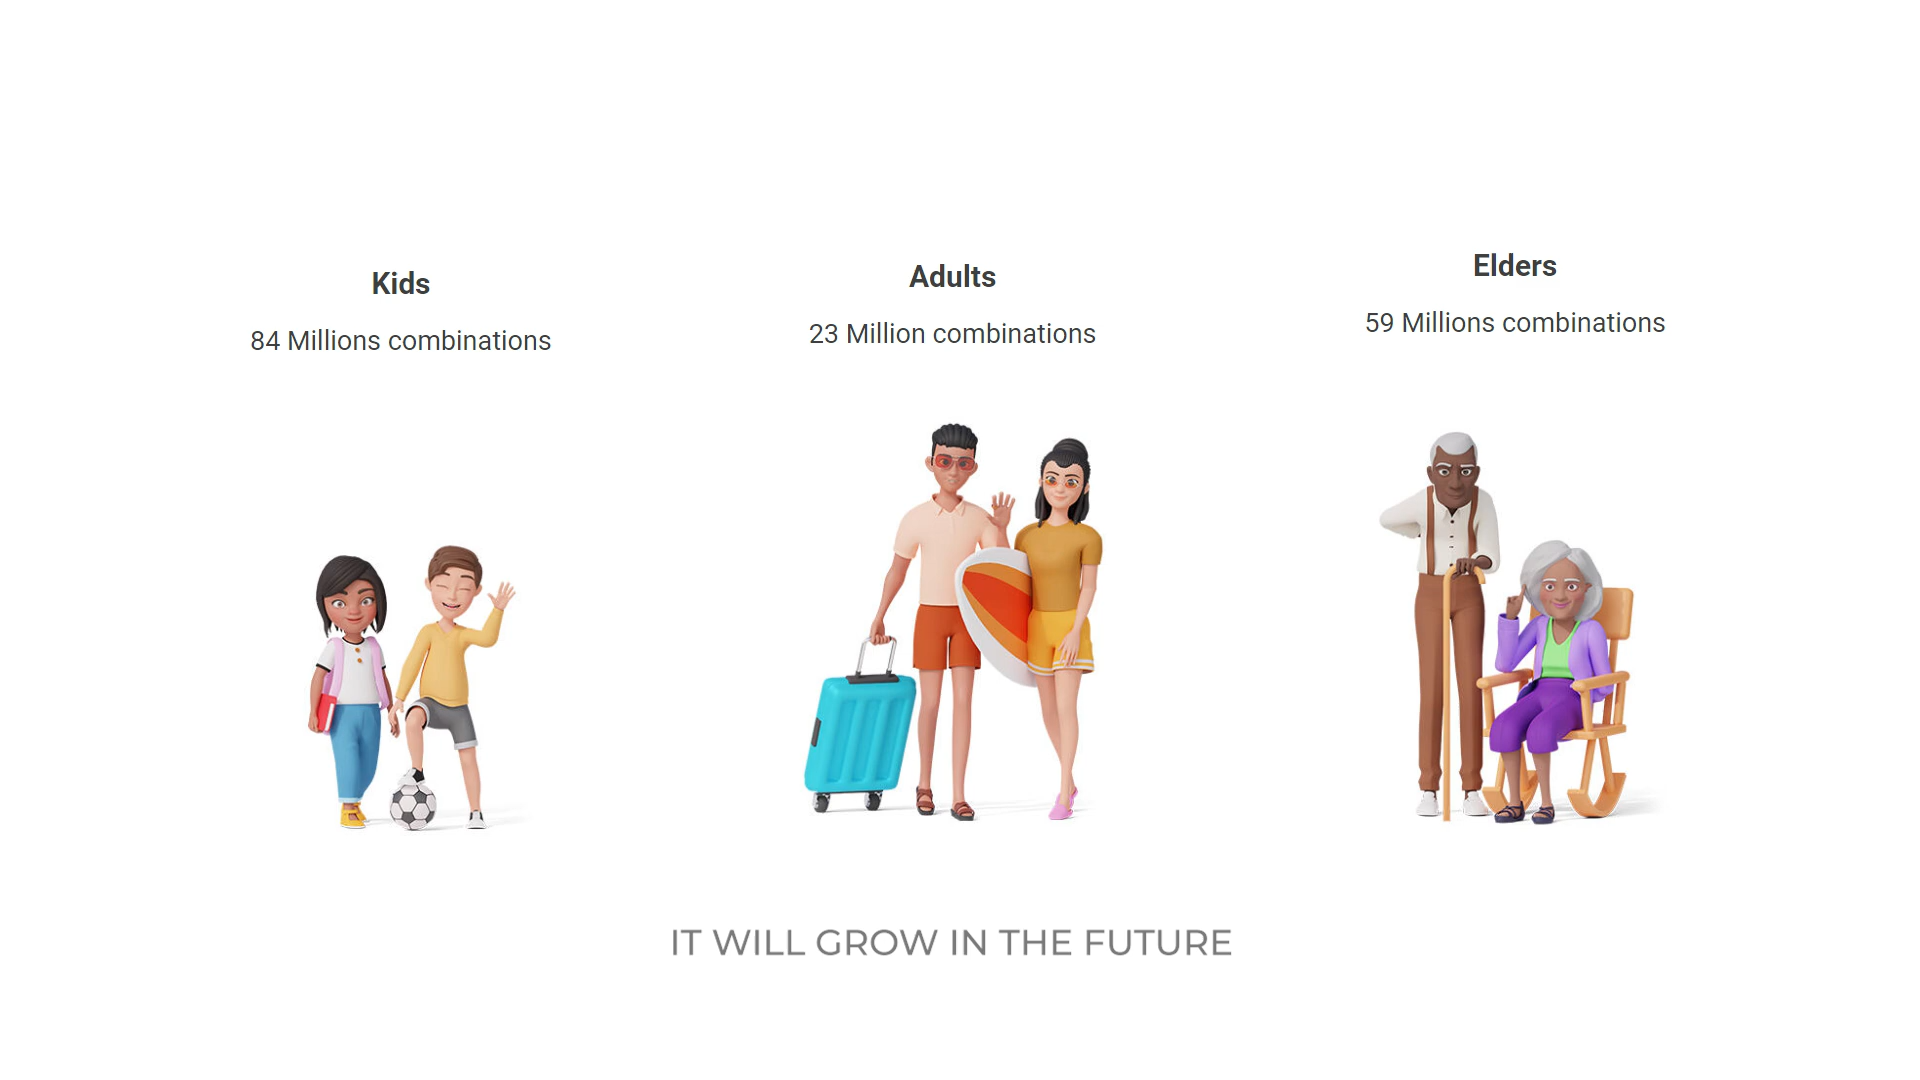 Kids
84 Millions combinations
Adults
23 Million combinations
Elders
59 Millions combinations
IT WILL GROW IN THE FUTURE